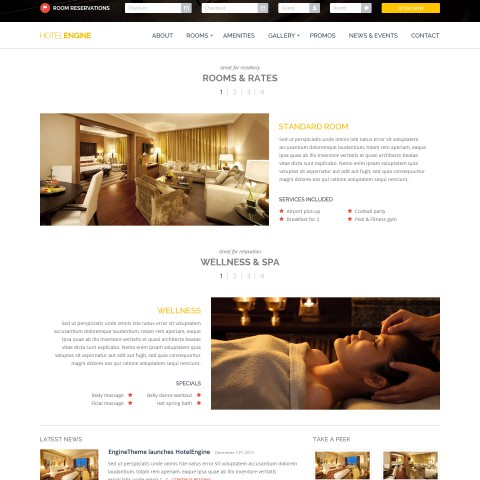 ROOM RESERVATIONS
Check-in
Checkout
Guest
Room
HOTELENGINE
ABOUT
ROOMS
AMENITIES
GALLERY
PROMOS
NEWS & EVENTS
CONTACT
Great for residency
ROOMS & RATES
1 | 2 | 3 | 4
STANDARD ROOM
Sed ut perspiciatis unde omnis iste natus error sit voluptatem
accusantium doloremque laudantium, totam rem aperiam, eaque
ipsa quae ab illo inventore veritatis et quasi architecto beatae
vitae dicta sunt explicabo. Nemo enim ipsam voluptatem quia
voluptas sit aspernatur aut odit aut fugit, sed consequuntur magni
dolores eos qui ratione voluptatem sequi nesciunt.
SERVICES INCLUDED
Airport pick up
Cocktail party
Breakfast for 2
Pool & Fitness gym
Great for relaxation
WELLNESS & SPA
1 | 2 | 3 | 4
WELLNESS
Sed ut perspiciatis unde omnis iste natus error sit voluptatem
accusantium doloremque laudantium, totam rem aperiam, eaque
ipsa quae ab illo inventore veritatis et quasi architecto beatae
vitae dicta sunt explicabo. Nemo enim ipsam voluptatem quia
voluptas sit aspernatur aut odit aut fugit, sed consequuntur
magni dolores eos qui ratione voluptatem sequi nesciunt.
SPECIALS
Body massage
Belly dance workout
Ficial massage
Hot spring bath
LATEST NEWS
EngineTheme launches HotelEngine
December 12th, 2012
Sed ut perspiciatis unde omnis iste natus error sit voluptatem accusantium doloremque
laudantium, totam rem aperiam, eaque ipsa quae ab illo inventore veritatis et quasi
architecto beatae vitae dicta sunt [...] CONTINUE READING
TAKE A PEEK